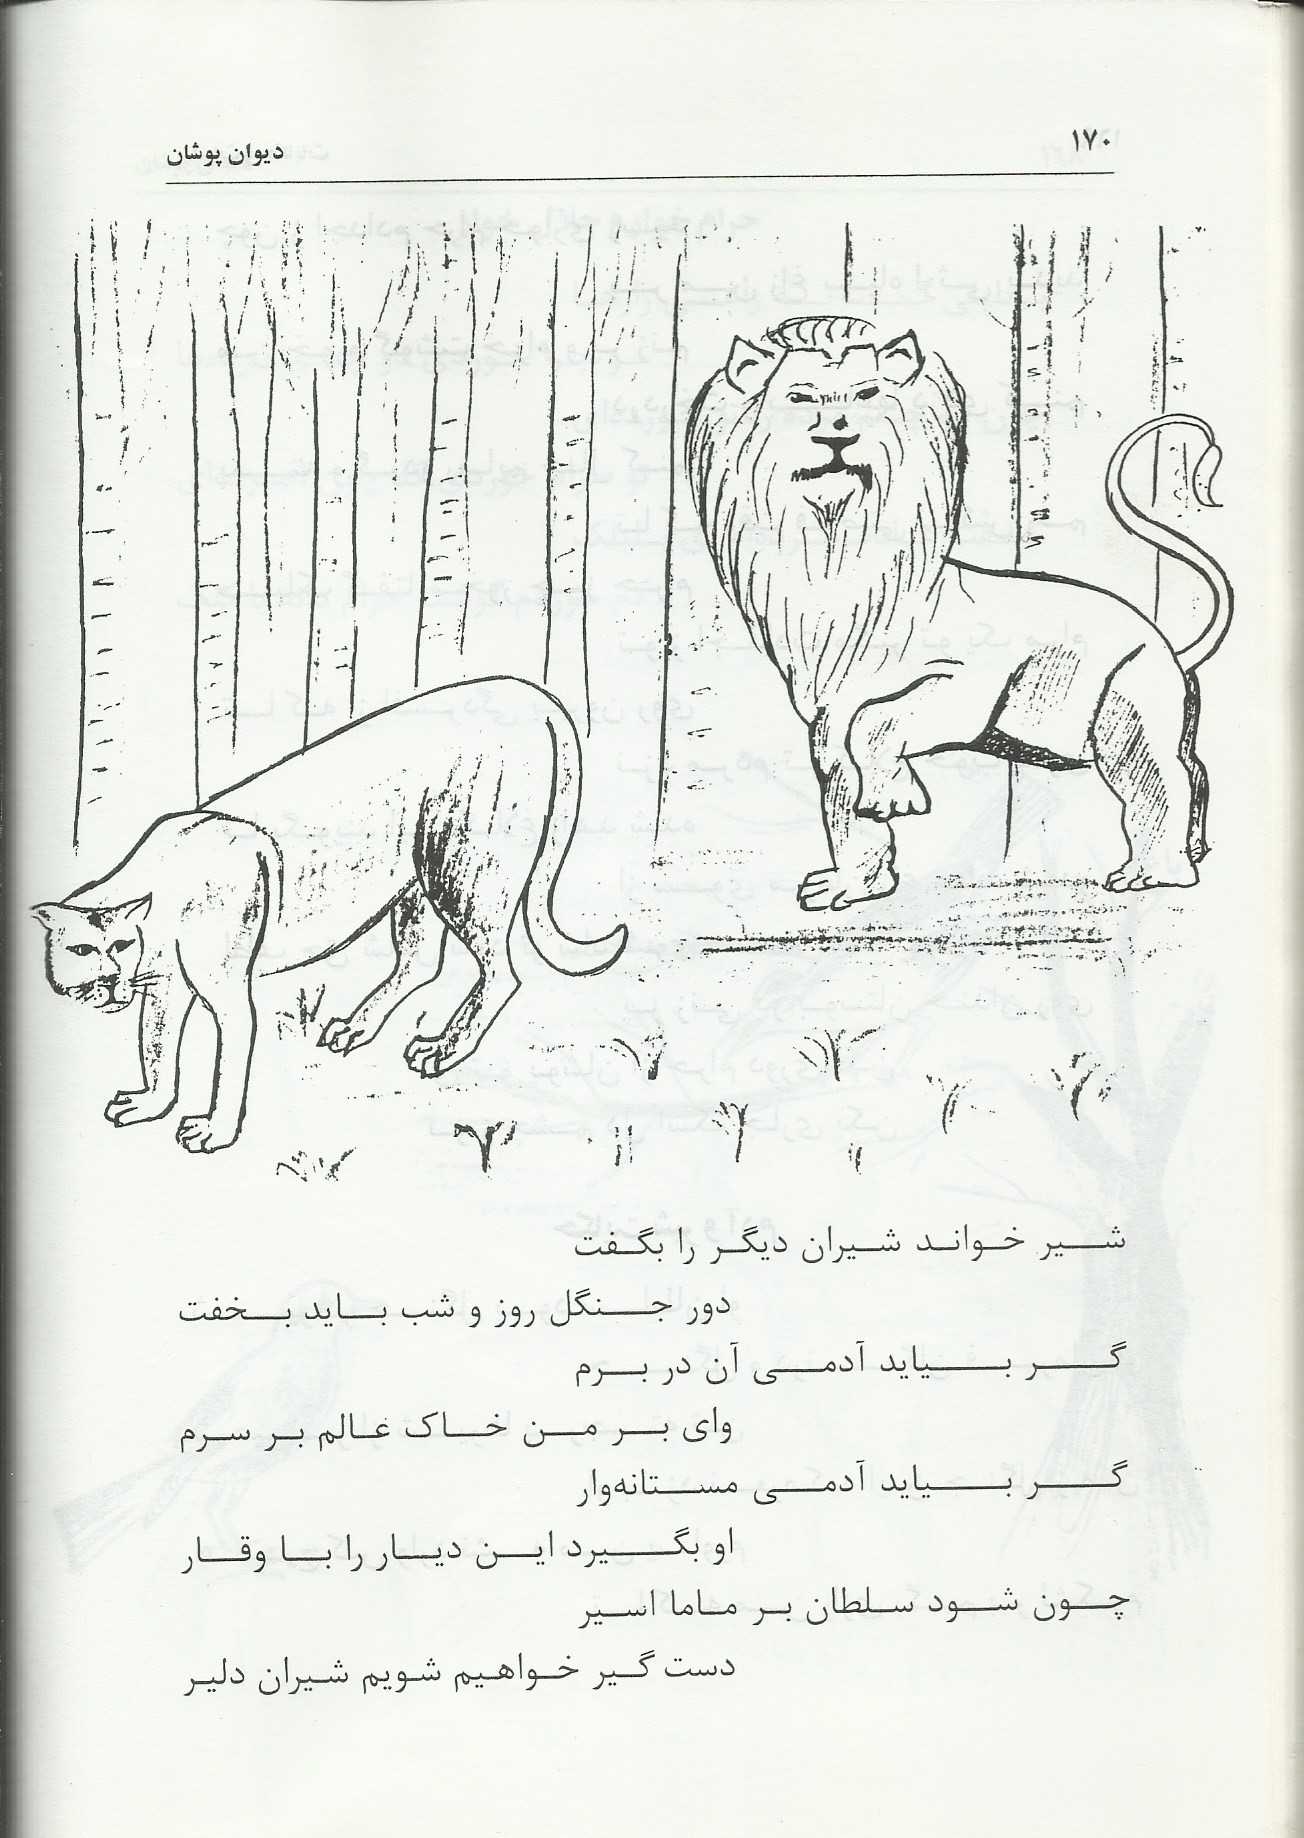 ۱۷۰
دیوان پوشان
شیر خواند شیران دیگر را بگفت
دور جنگل روز و شب باید بخفت
گر بیاید آدمی آن در برم
وای بر من خاک عالم بر سرم
گر بیاید آدمی مستانه‌وار
او بگیرد این دیار را با وقار
چون شود سلطان بر ماما اسیر
دست گیر خواهیم شویم شیران دلیر